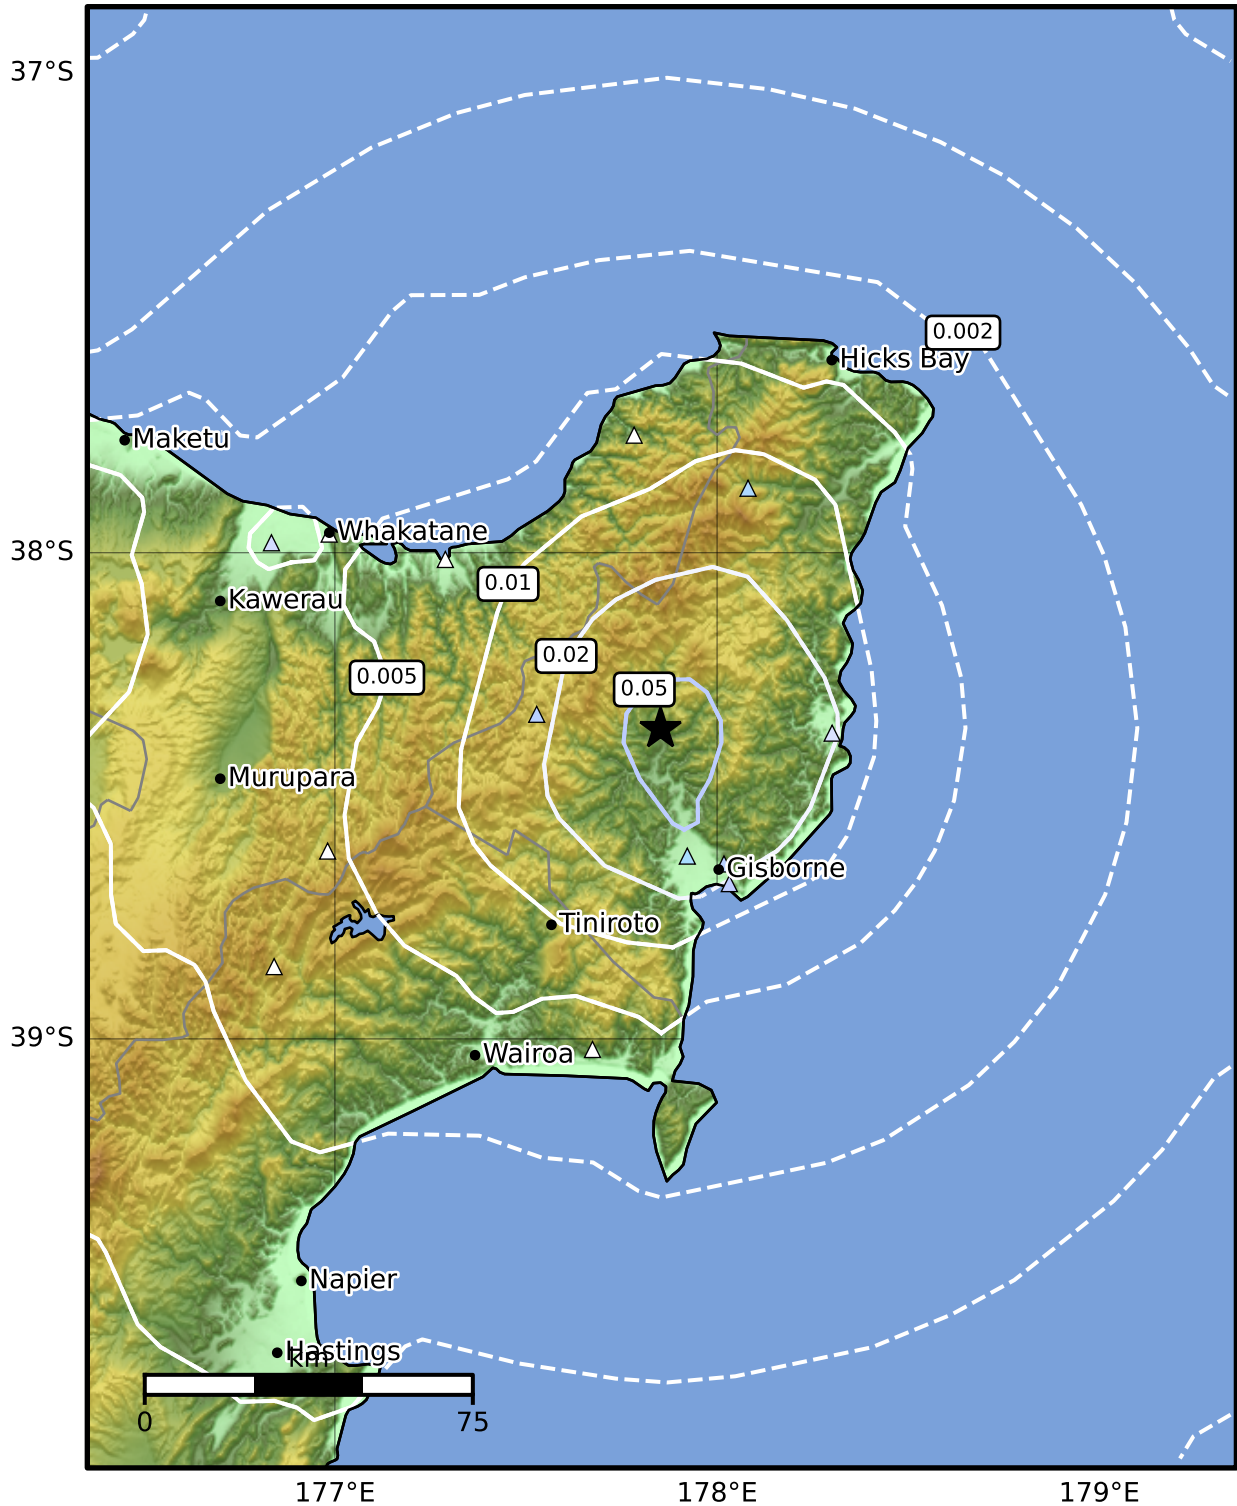 37°S
0.002
Hicks Bay
Maketu
Whakatane
38°S
0.01
Kawerau
0.02
0.005
0.05
Murupara
Gisborne
Tiniroto
39°S
Wairoa
Napier
Hastings
km
0 75
177°E 178°E 179°E